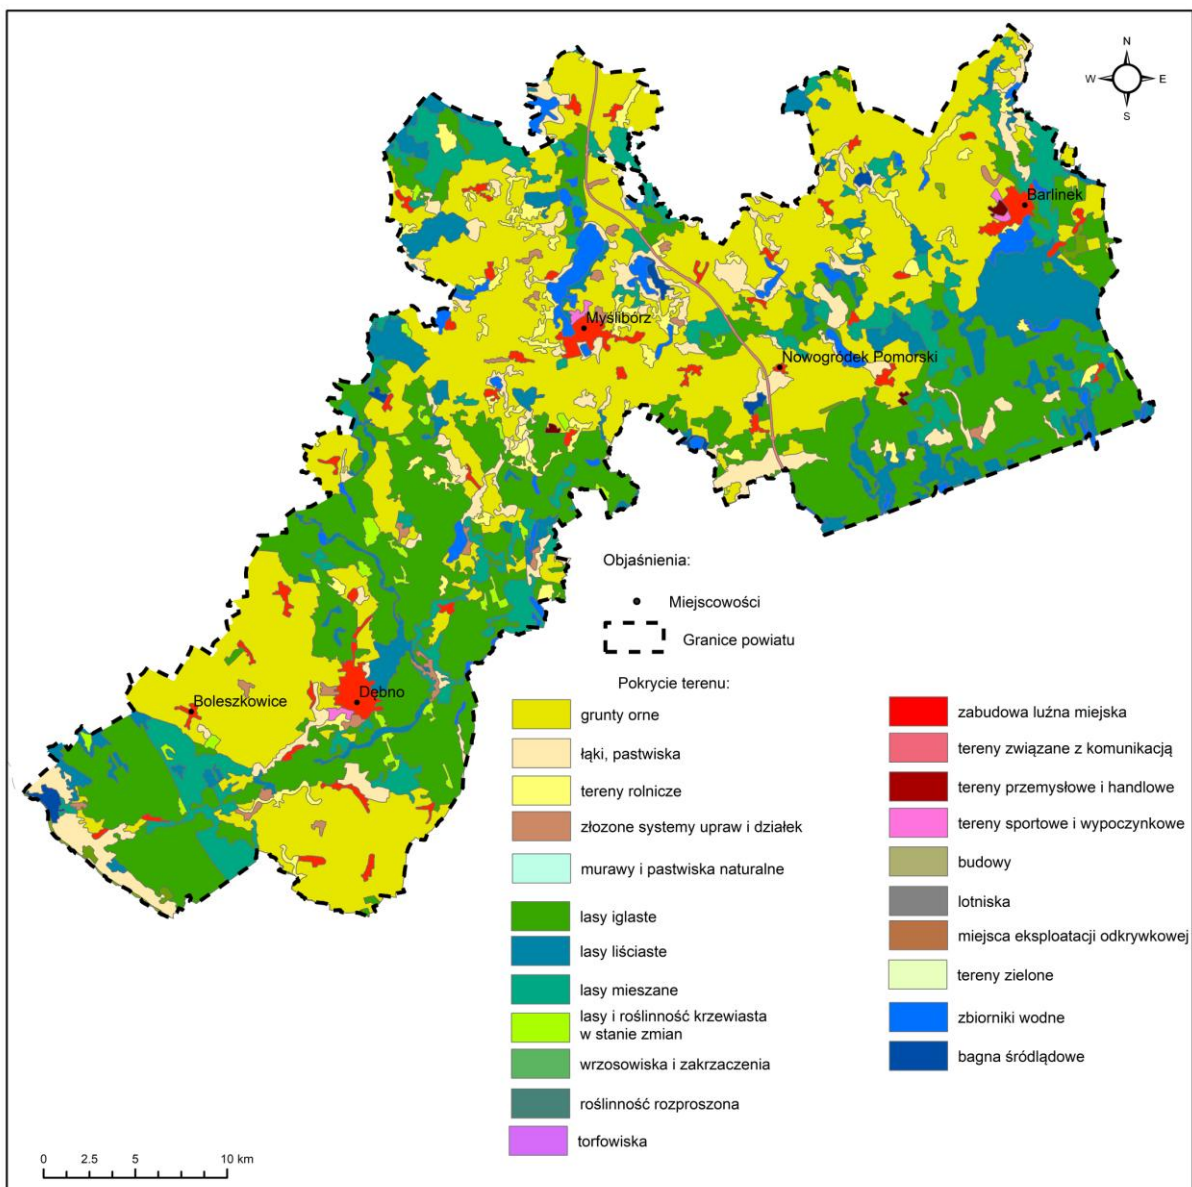 N
W E
S
Barlinek
Myślibórz
Nowogródek Pomorski
Objaśnienia:
Miejscowości
Granice powiatu
Boleszkowice
Dębno
Pokrycie terenu:
grunty orne
łąki, pastwiska
tereny rolnicze
złozone systemy upraw i działek
murawy i pastwiska naturalne
lasy iglaste
lasy liściaste
lasy mieszane
lasy i roślinność krzewiasta
w stanie zmian
wrzosowiska i zakrzaczenia
roślinność rozproszona
torfowiska
zabudowa luźna miejska
tereny związane z komunikacją
tereny przemysłowe i handlowe
tereny sportowe i wypoczynkowe
budowy
lotniska
miejsca eksploatacji odkrywkowej
tereny zielone
zbiorniki wodne
bagna śródlądowe
0 2.5 5 10 km